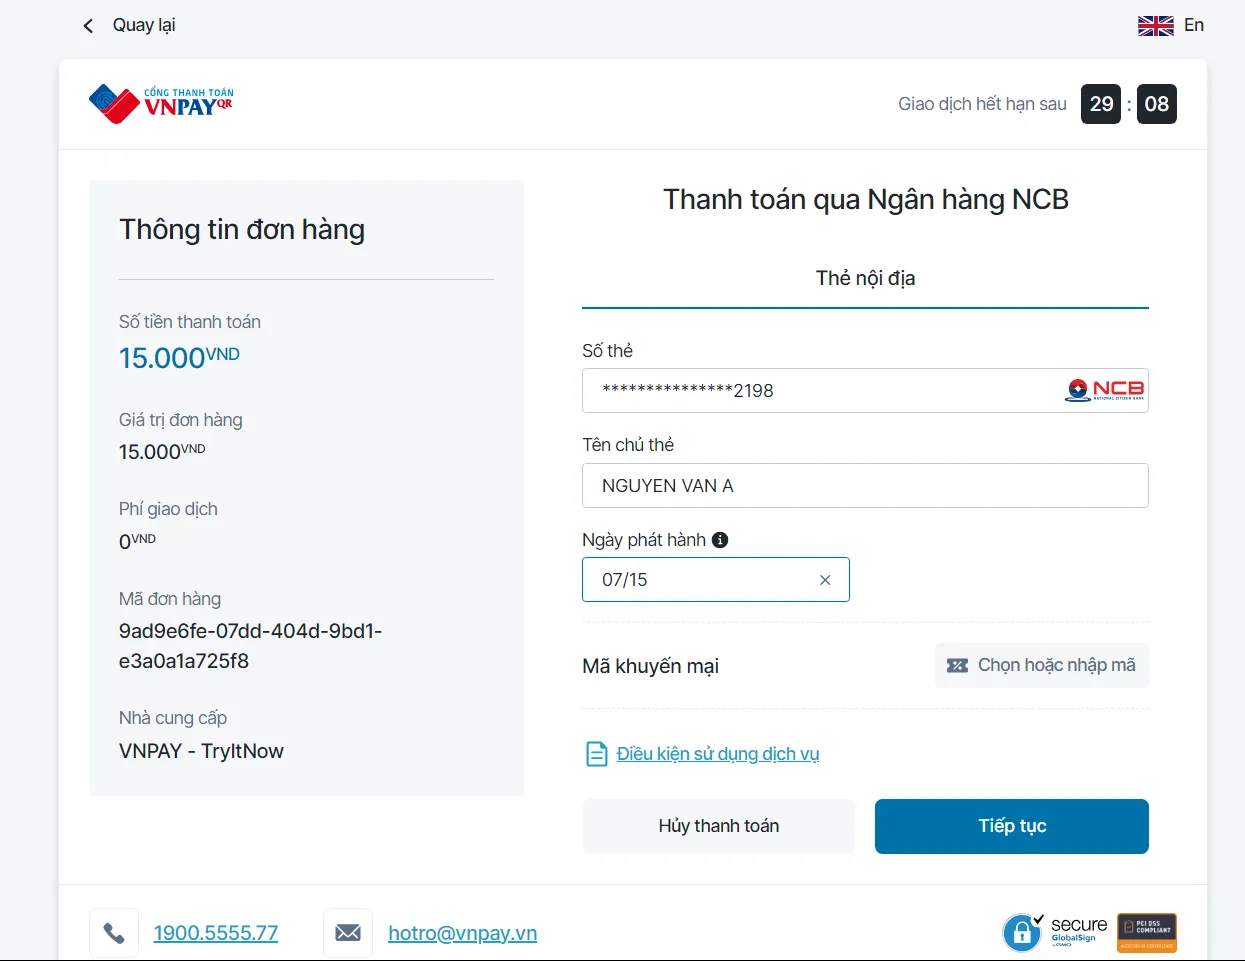 Quay lại
En
CỔNG THANH TOÁN
VNPAYQR
Giao dịch hết hạn sau 29 : 08
Thông tin đơn hàng
Số tiền thanh toán
15.000VND
Giá trị đơn hàng
15.000VND
Phí giao dịch
0VND
Mã đơn hàng
9ad9e6fe-07dd-404d-9bd1-
e3a0a1a725f8
Nhà cung cấp
VNPAY - TryItNow
Thanh toán qua Ngân hàng NCB
Thẻ nội địa
Số thẻ
***************2198
NCB
NATIONAL CITIZEN BANK
Tên chủ thẻ
NGUYEN VAN A
Ngày phát hành
07/15
Mã khuyến mại
Chọn hoặc nhập mã
Điều kiện sử dụng dịch vụ
Hủy thanh toán
Tiếp tục
1900.5555.77
hotro@vnpay.vn
secure
GlobalSign
PCI DSS
COMPLIANT